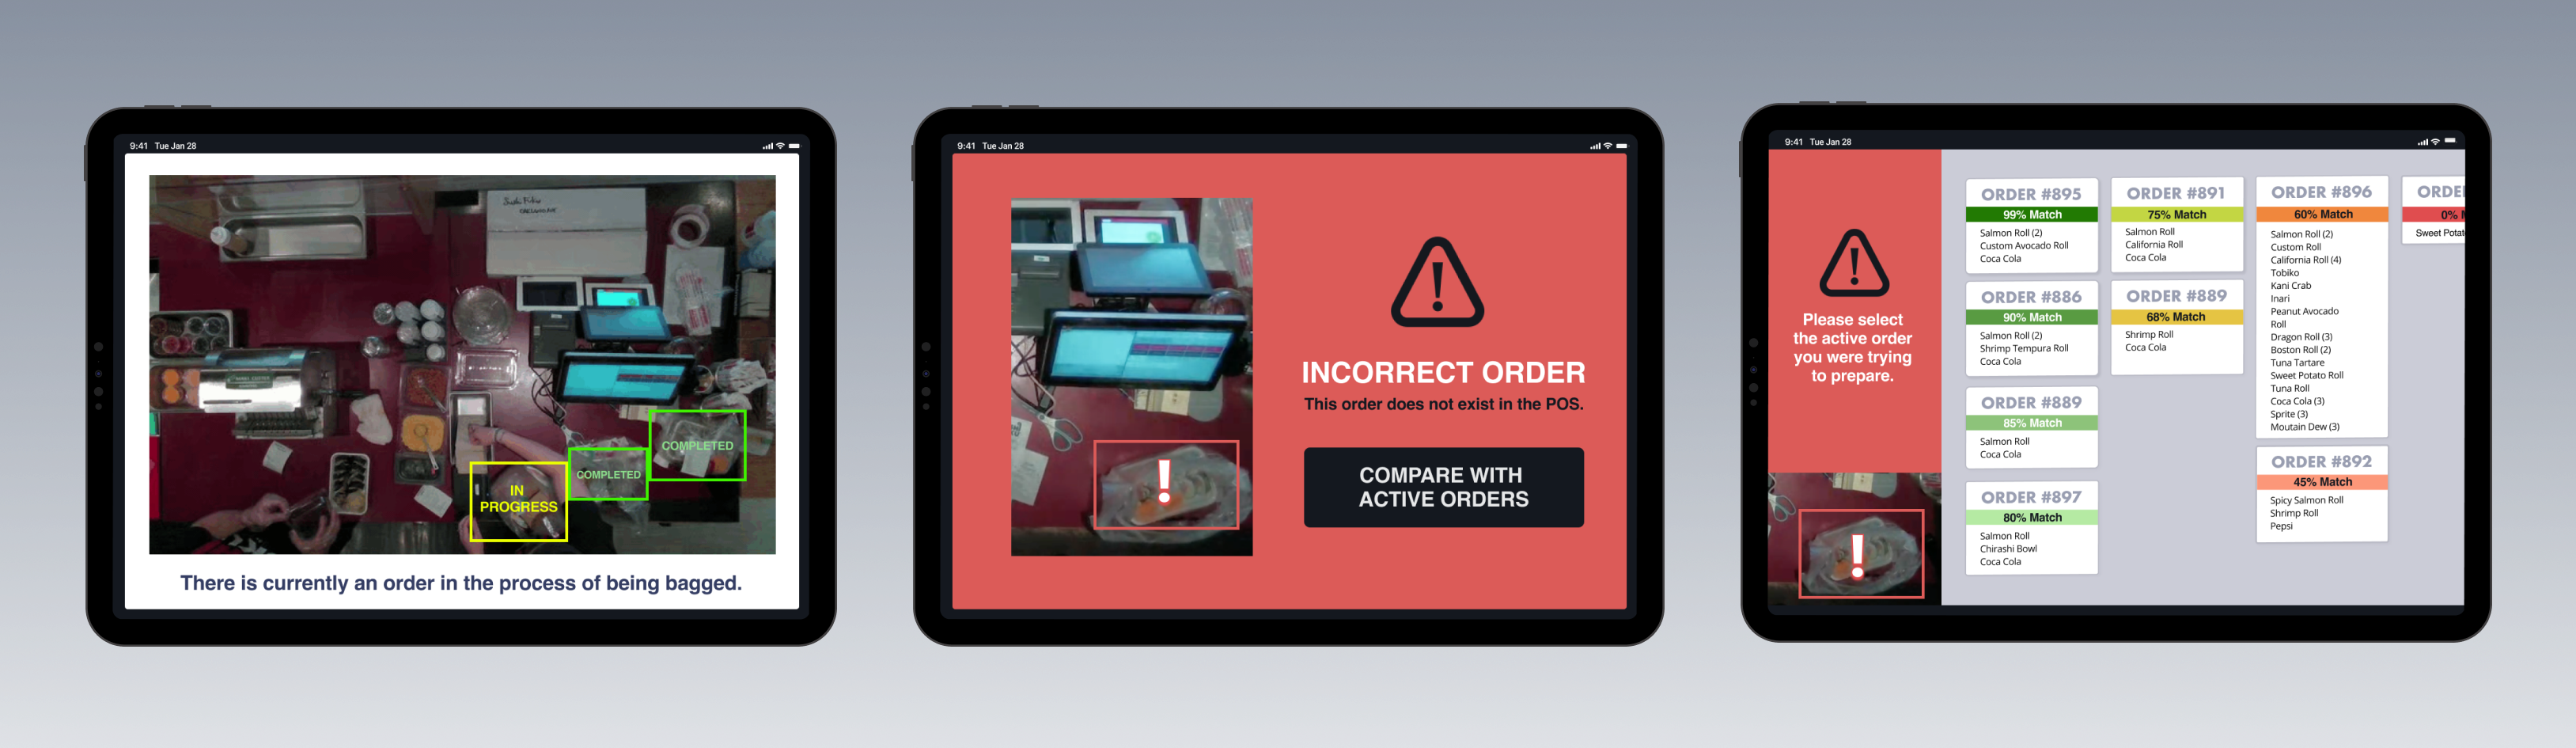 9:41 Tue Jan 28
COMPLETED
COMPLETED
IN
PROGRESS
There is currently an order in the process of being bagged.
9:41 Tue Jan 28
INCORRECT ORDER
This order does not exist in the POS.
COMPARE WITH
ACTIVE ORDERS
9:41 Tue Jan 28
Please select
the active order
you were trying
to prepare.
ORDER #895
99% Match
Salmon Roll (2)
Custom Avocado Roll
Coca Cola
ORDER #886
90% Match
Salmon Roll (2)
Shrimp Tempura Roll
Coca Cola
ORDER #889
85% Match
Salmon Roll
Coca Cola
ORDER #897
80% Match
Salmon Roll
Chirashi Bowl
Coca Cola
ORDER #891
75% Match
Salmon Roll
California Roll
Coca Cola
ORDER #889
68% Match
Shrimp Roll
Coca Cola
ORDER #896
60% Match
Salmon Roll (2)
Custom Roll
California Roll (4)
Tobiko
Kani Crab
Inari
Peanut Avocado
Roll
Dragon Roll (3)
Boston Roll (2)
Tuna Tartare
Sweet Potato Roll
Tuna Roll
Coca Cola (3)
Sprite (3)
Moutain Dew (3)
ORDER #892
45% Match
Spicy Salmon Roll
Shrimp Roll
Pepsi
ORDE
0% M
Sweet Potat